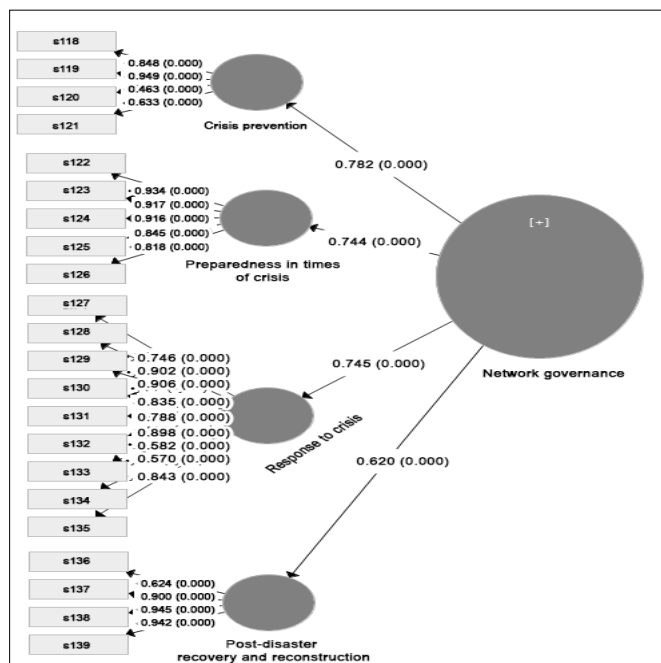 s118
s119
s120
s121
0.848 (0.000)
0.949 (0.000)
0.463 (0.000)
0.633 (0.000)
Crisis prevention
0.782 (0.000)
s122
s123
s124
s125
s126
0.934 (0.000)
0.917 (0.000)
0.916 (0.000)
0.845 (0.000)
0.818 (0.000)
Preparedness in times
of crisis
0.744 (0.000)
[+]
Network governance
s127
s128
s129
s130
s131
s132
s133
s134
s135
0.746 (0.000)
0.902 (0.000)
0.906 (0.000)
0.835 (0.000)
0.788 (0.000)
0.898 (0.000)
0.582 (0.000)
0.570 (0.000)
0.843 (0.000)
Response to crisis
0.745 (0.000)
0.620 (0.000)
s136
s137
s138
s139
0.624 (0.000)
0.900 (0.000)
0.945 (0.000)
0.942 (0.000)
Post-disaster
recovery and reconstruction